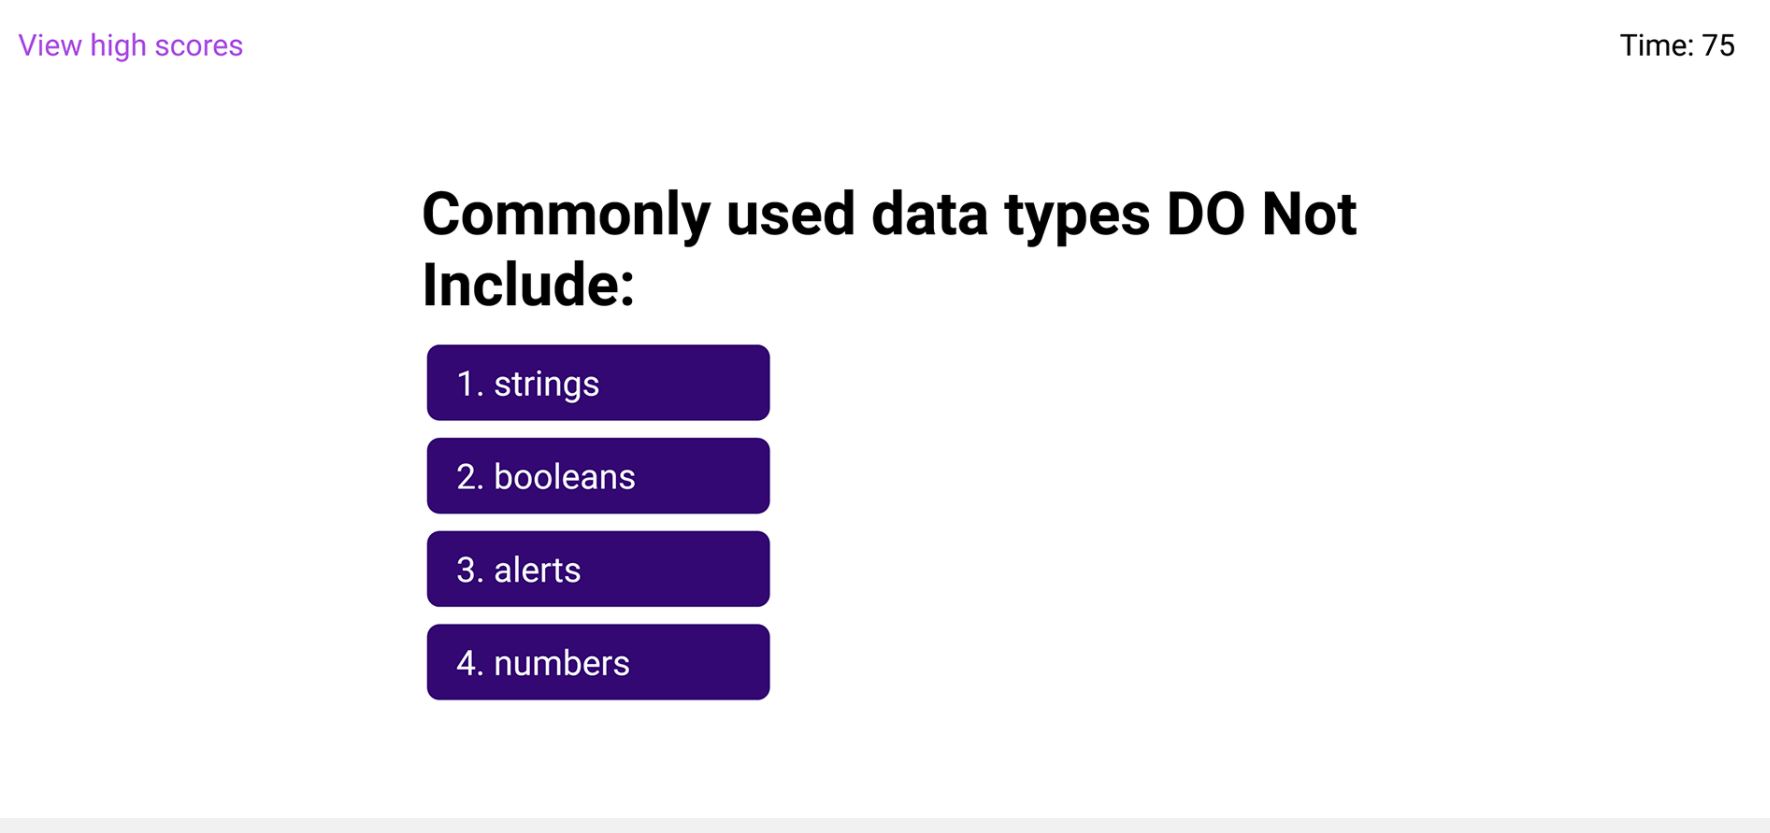 View high scores
Time: 75
Commonly used data types DO Not
Include:
1. strings
2. booleans
3. alerts
4. numbers